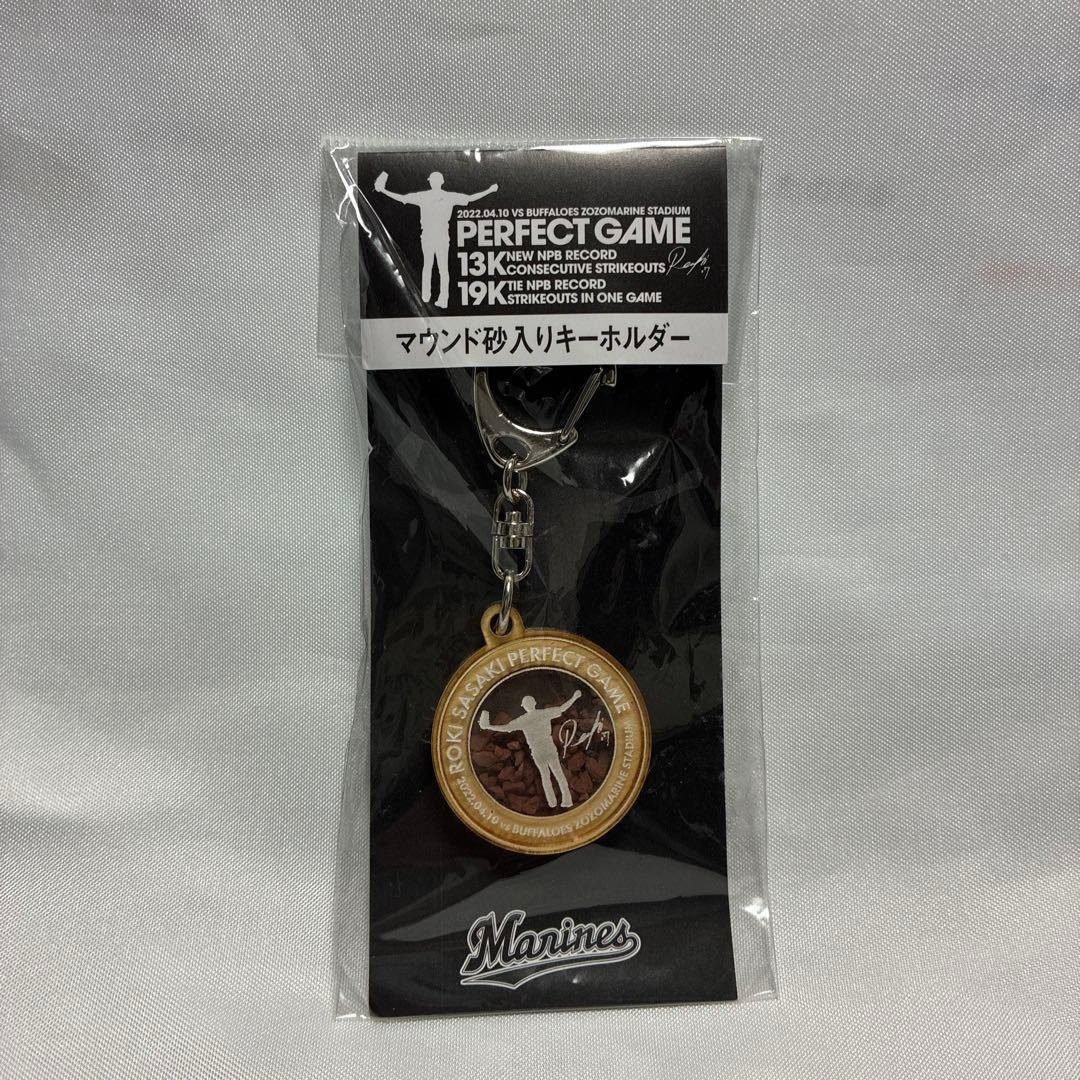 2022.04.10 VS BUFFALOES ZOZOMARINE STADIUM
PERFECT GAME
13K NEW NPB RECORD
CONSECUTIVE STRIKEOUTS
19K TIE NPB RECORD
STRIKEOUTS IN ONE GAME
マウンド砂入りキーホルダー
ROKI SASAKI PERFECT GAME
2022.04.10 VS BUFFALOES ZOZOMARINE STADIUM
Marines